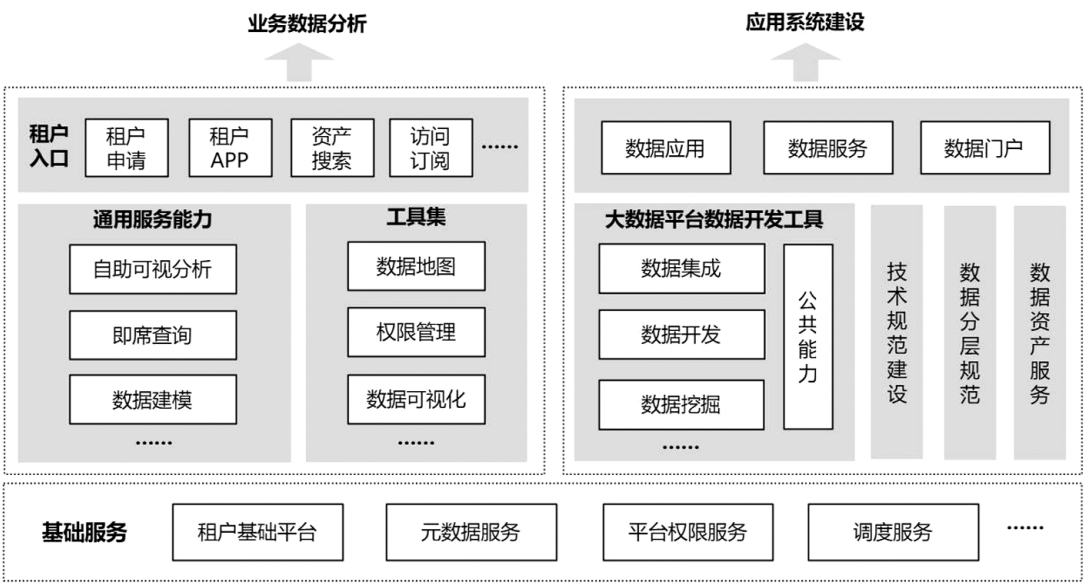 业务数据分析
应用系统建设
租户
入口
租户
申请
租户
APP
资产
搜索
访问
订阅
……
通用服务能力
自助可视分析
即席查询
数据建模
……
工具集
数据地图
权限管理
数据可视化
……
数据应用
数据服务
数据门户
大数据平台数据开发工具
数据集成
数据开发
数据挖掘
……
公共能力
技术规范建设
数据分层规范
数据资产服务
基础服务
租户基础平台
元数据服务
平台权限服务
调度服务
……